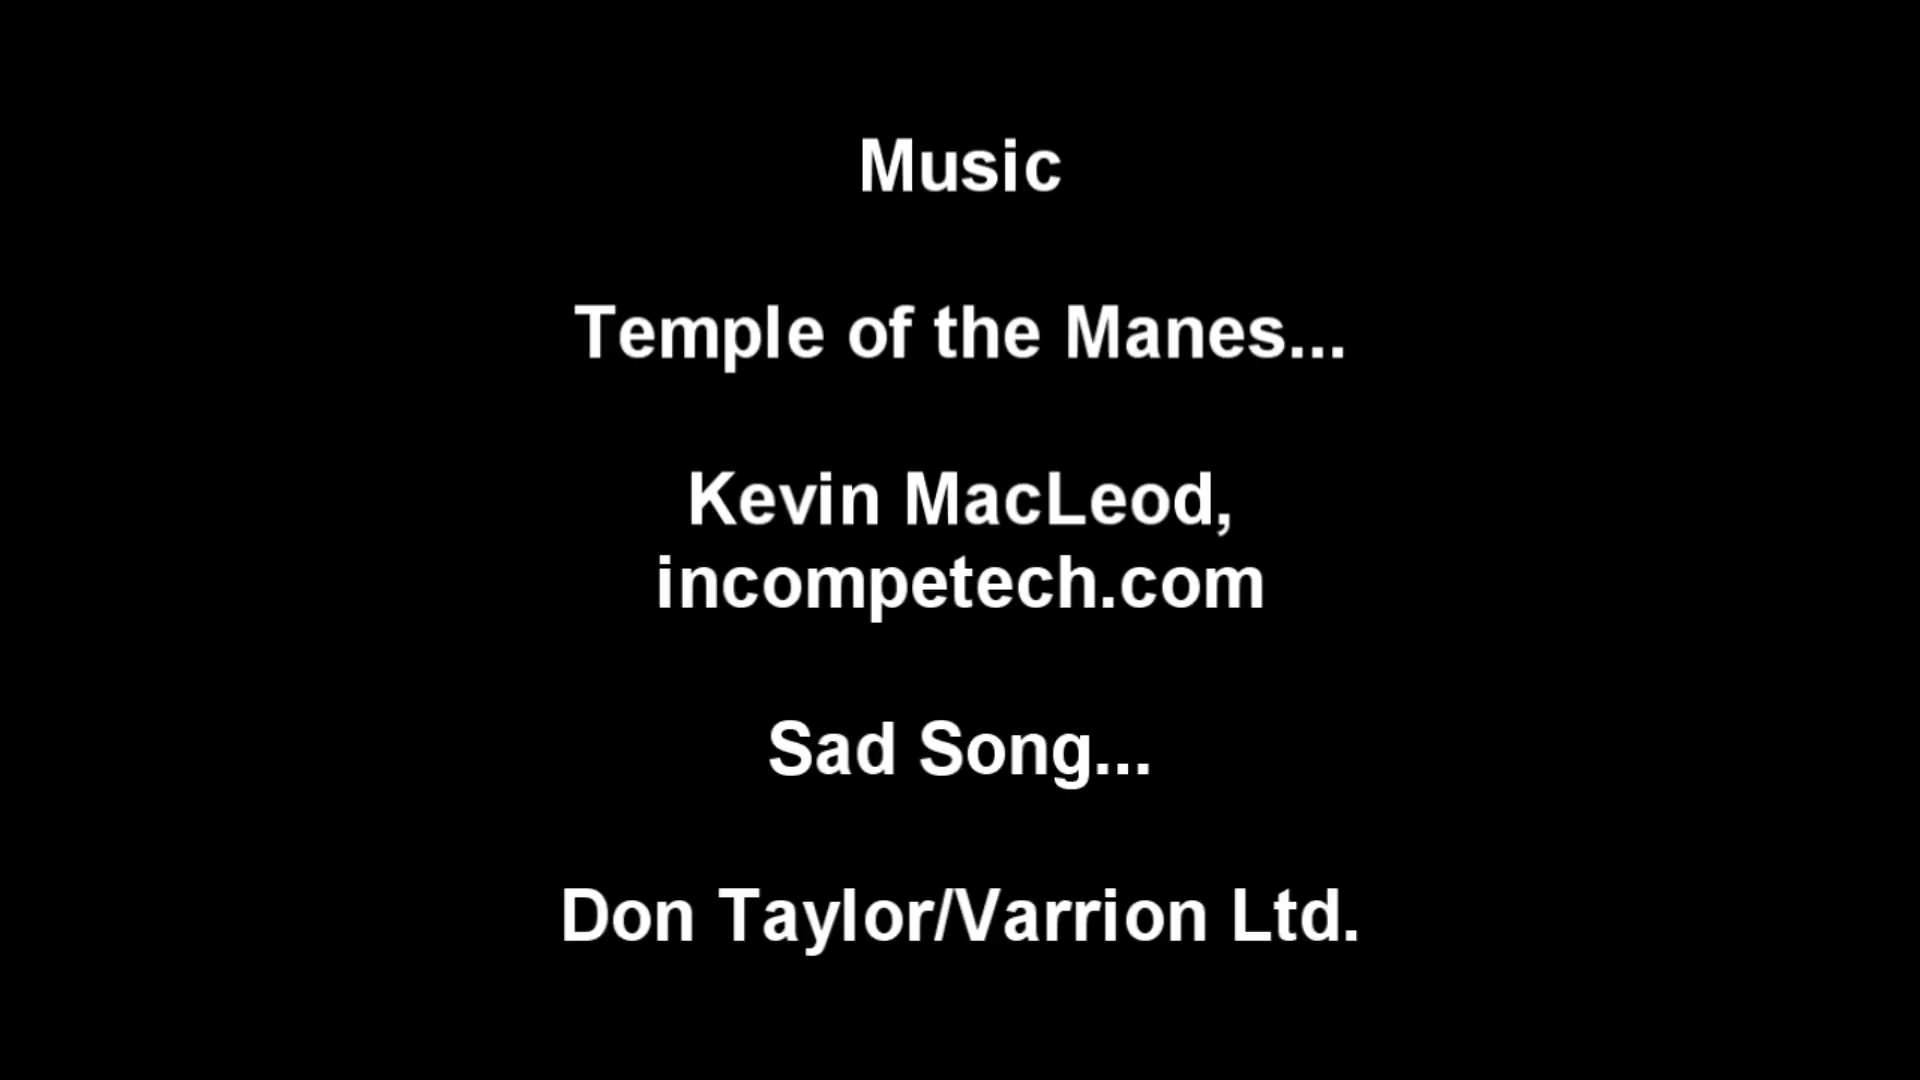 Music
Temple of the Manes...
Kevin MacLeod,
incompetech.com
Sad Song...
Don Taylor/Varrion Ltd.